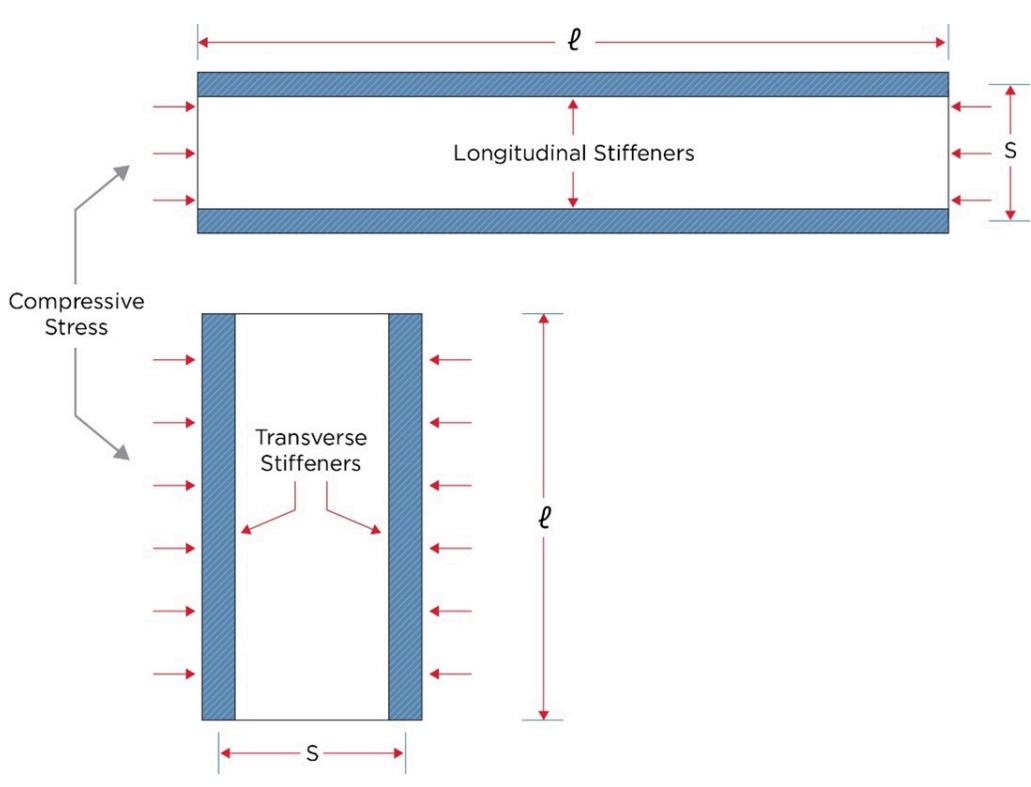 ℓ
Longitudinal Stiffeners
S
Compressive
Stress
Transverse
Stiffeners
ℓ
S